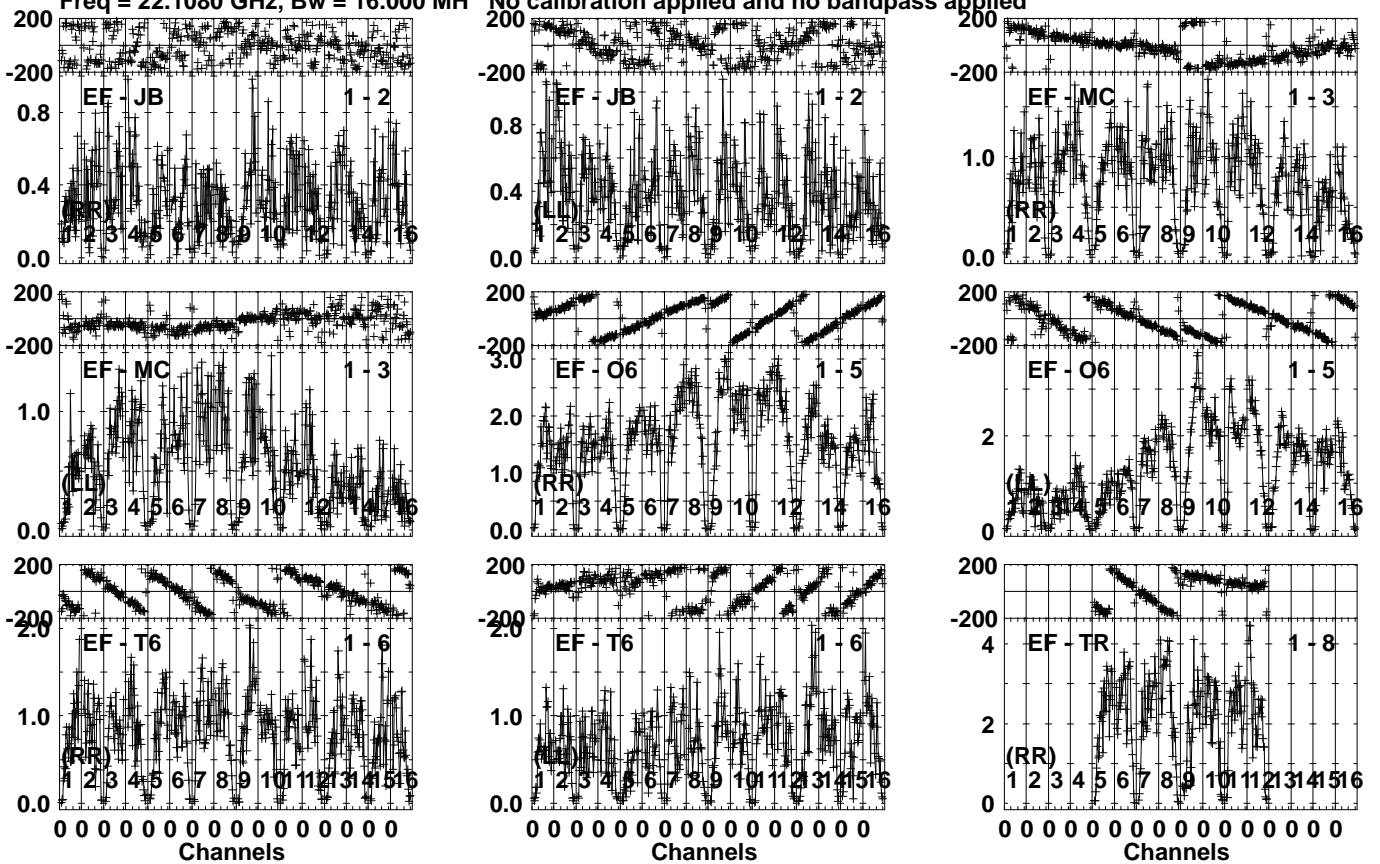 Freq = 22.1080 GHz, Bw = 16.000 MH No calibration applied and no bandpass applied
200 200 200
-200 -200 -200
EF - JB 1 - 2 EF - JB 1 - 2 EF - MC 1 - 3
0.8 0.8
1.0
0.4 0.4
(RR) (LL) (RR)
1 2 3 4 5 6 7 8 9 10 12 14 16 1 2 3 4 5 6 7 8 9 10 12 14 16 1 2 3 4 5 6 7 8 9 10 12 14 16
0.0 0.0 0.0
200 200 200
-200 -200 -200
3.0
EF - MC 1 - 3 EF - O6 1 - 5 EF - O6 1 - 5
1.0 2.0 2
1.0
(LL) (RR) (LL)
1 2 3 4 5 6 7 8 9 10 12 14 16 1 2 3 4 5 6 7 8 9 10 12 14 16 1 2 3 4 5 6 7 8 9 10 12 14 16
0.0 0.0 0
200 200 200
-200 -200 -200
2.0 2.0
EF - T6 1 - 6 EF - T6 1 - 6 EF - TR 1 - 8
4
1.0 1.0
2
(RR) (LL) (RR)
1 2 3 4 5 6 7 8 9 10 11 12 13 14 15 16 1 2 3 4 5 6 7 8 9 10 11 12 13 14 15 16 1 2 3 4 5 6 7 8 9 10 11 12 13 14 15 16
0.0 0.0 0
0 0 0 0 0 0 0 0 0 0 0 0 0 0 0 0 0 0 0 0 0 0 0 0 0 0 0 0 0 0 0 0 0 0 0 0 0 0 0 0 0 0 0 0 0 0 0 0
Channels Channels Channels